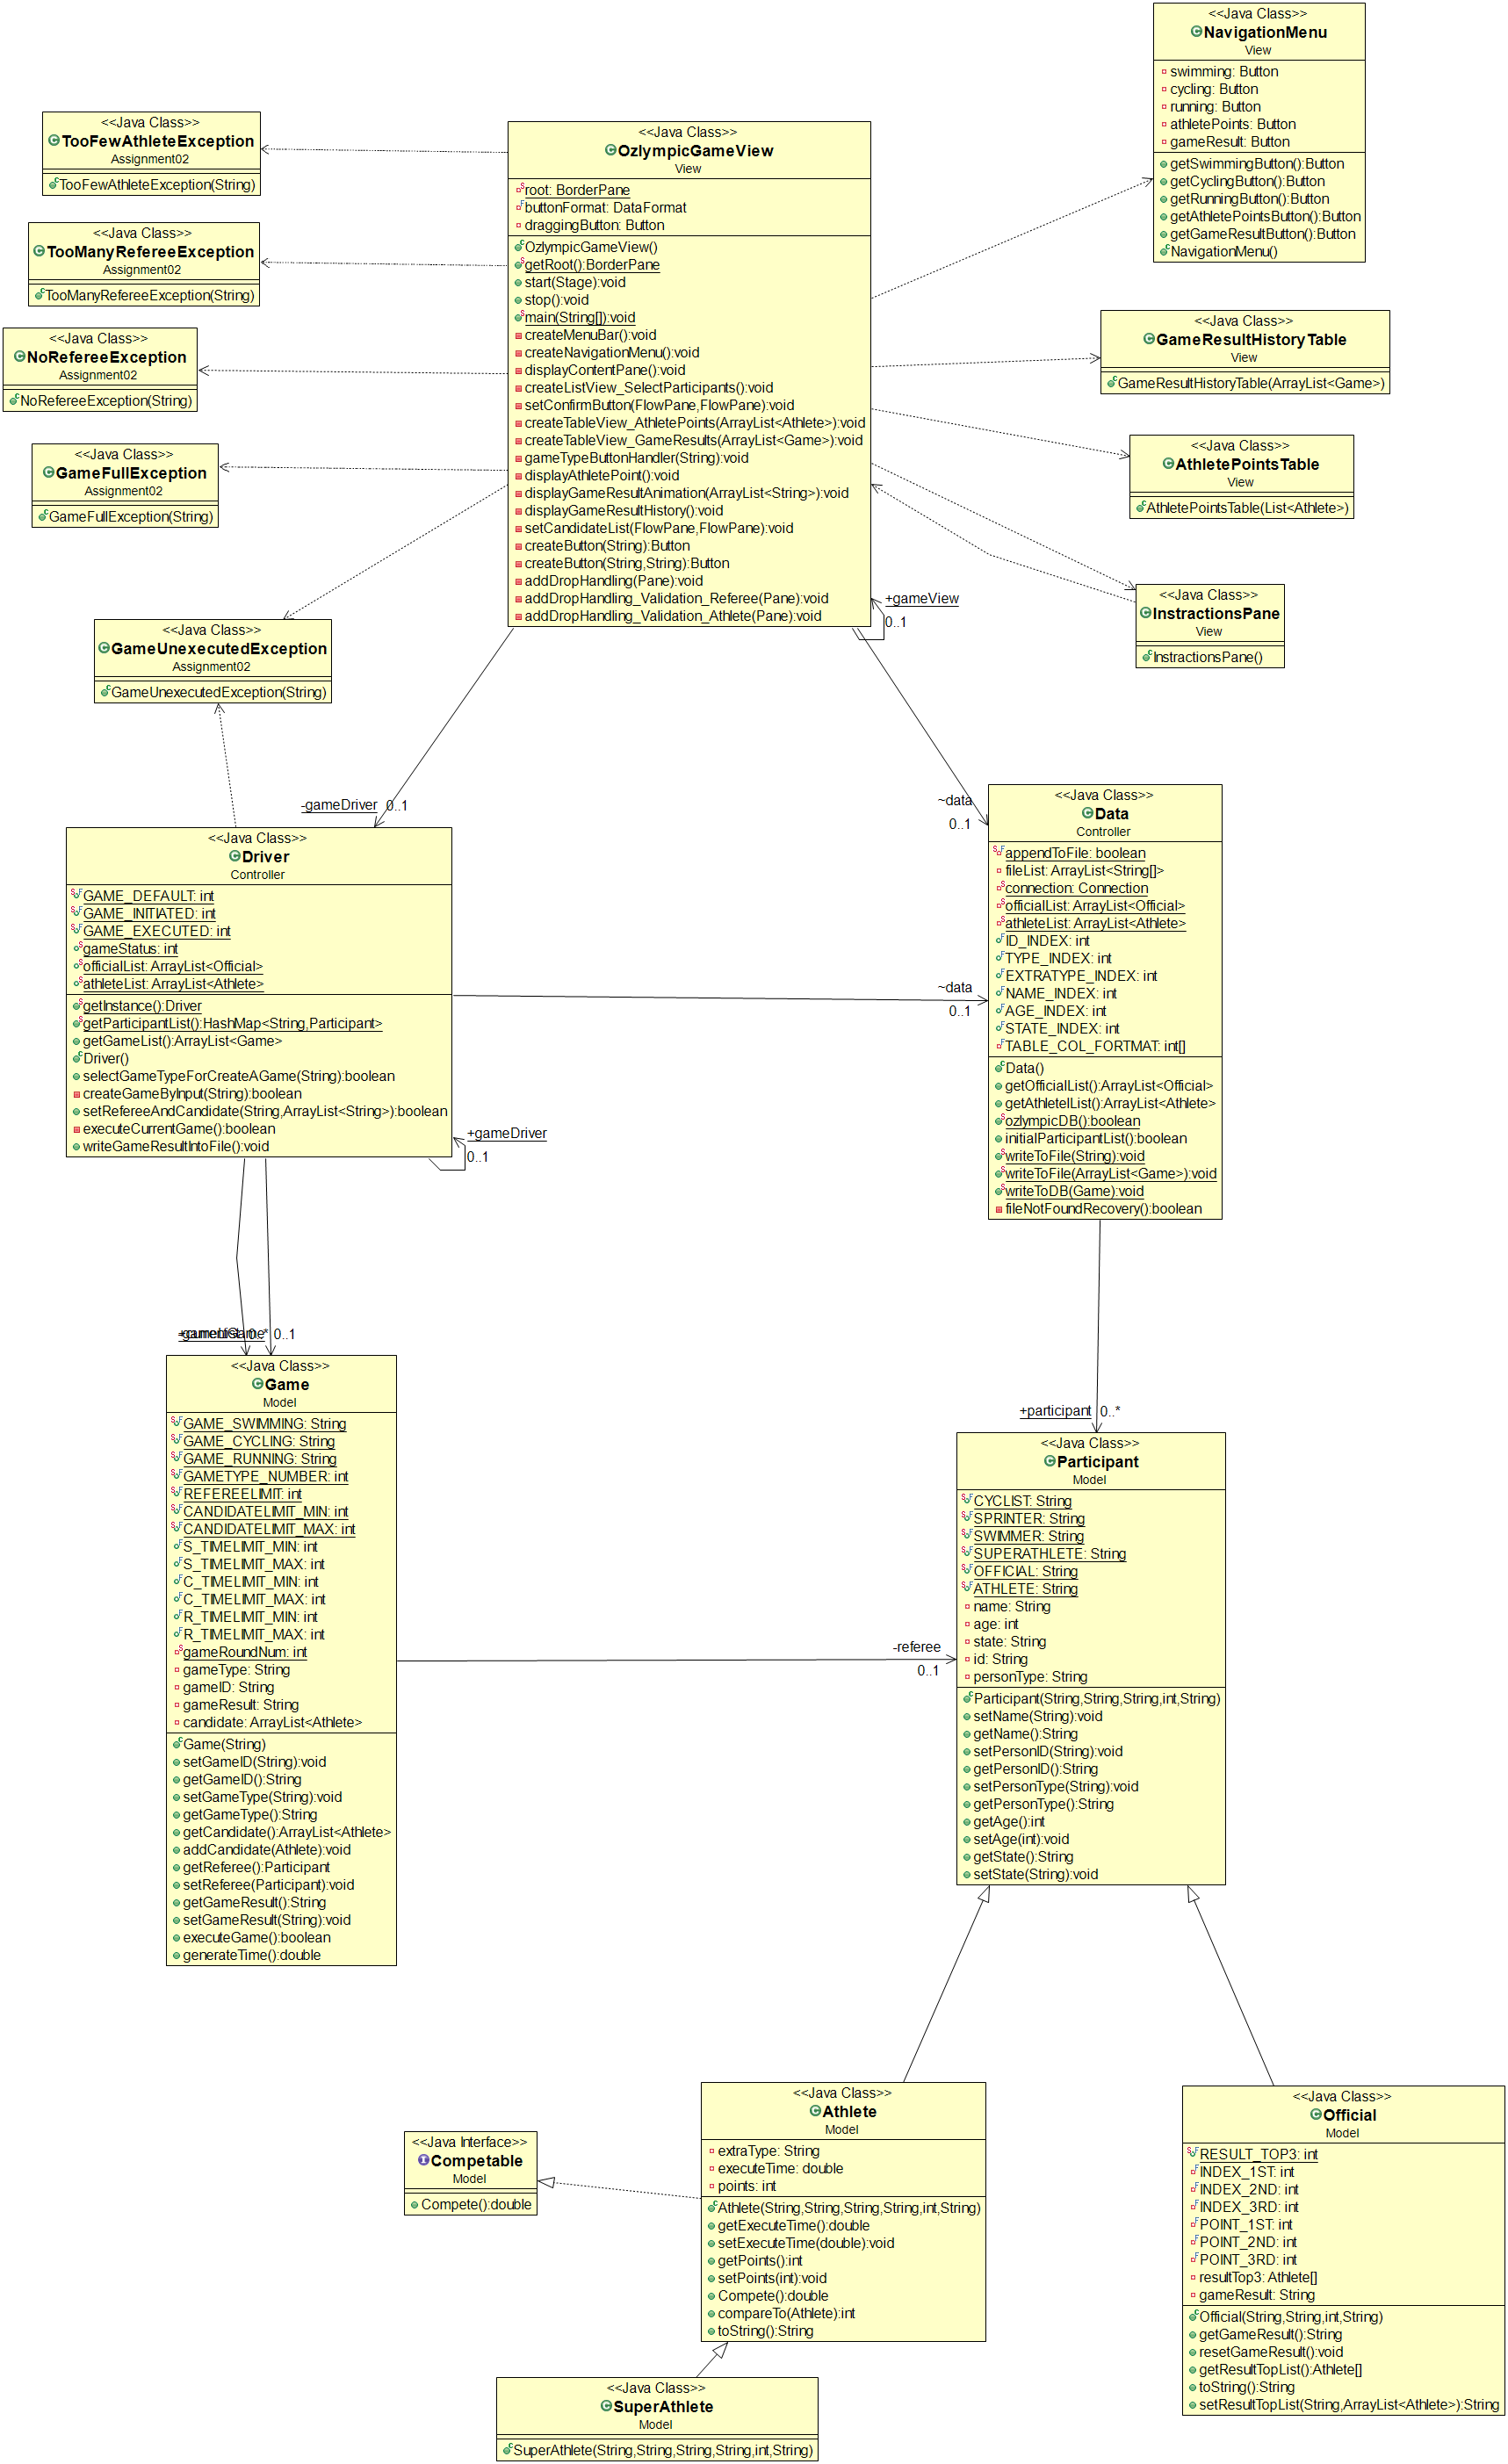 <<Java Class>>
NavigationMenu
View
swimming: Button
cycling: Button
running: Button
athletePoints: Button
gameResult: Button
getSwimmingButton():Button
getCyclingButton():Button
getRunningButton():Button
getAthletePointsButton():Button
getGameResultButton():Button
NavigationMenu()
<<Java Class>>
TooFewAthleteException
Assignment02
TooFewAthleteException(String)
<<Java Class>>
OzlympicGameView
View
root: BorderPane
buttonFormat: DataFormat
draggingButton: Button
OzlympicGameView()
getRoot():BorderPane
start(Stage):void
stop():void
main(String[]):void
createMenuBar():void
createNavigationMenu():void
displayContentPane():void
createListView_SelectParticipants():void
setConfirmButton(FlowPane,FlowPane):void
createTableView_AthletePoints(ArrayList<Athlete>):void
createTableView_GameResults(ArrayList<Game>):void
gameTypeButtonHandler(String):void
displayAthletePoint():void
displayGameResultAnimation(ArrayList<String>):void
displayGameResultHistory():void
setCandidateList(FlowPane,FlowPane):void
createButton(String):Button
createButton(String,String):Button
addDropHandling(Pane):void
addDropHandling_Validation_Referee(Pane):void
addDropHandling_Validation_Athlete(Pane):void
<<Java Class>>
TooManyRefereeException
Assignment02
TooManyRefereeException(String)
<<Java Class>>
NoRefereeException
Assignment02
NoRefereeException(String)
<<Java Class>>
GameResultHistoryTable
View
GameResultHistoryTable(ArrayList<Game>)
<<Java Class>>
GameFullException
Assignment02
GameFullException(String)
<<Java Class>>
AthletePointsTable
View
AthletePointsTable(List<Athlete>)
<<Java Class>>
InstractionsPane
View
InstractionsPane()
+gameView
0..1
<<Java Class>>
GameUnexecutedException
Assignment02
GameUnexecutedException(String)
-gameDriver 0..1
~data
0..1
<<Java Class>>
Driver
Controller
GAME_DEFAULT: int
GAME_INITIATED: int
GAME_EXECUTED: int
gameStatus: int
officialList: ArrayList<Official>
athleteList: ArrayList<Athlete>
getInstance():Driver
getParticipantList():HashMap<String,Participant>
getGameList():ArrayList<Game>
Driver()
selectGameTypeForCreateAGame(String):boolean
createGameByInput(String):boolean
setRefereeAndCandidate(String,ArrayList<String>):boolean
executeCurrentGame():boolean
writeGameResultIntoFile():void
+gameDriver
0..1
~data
0..1
<<Java Class>>
Data
Controller
appendToFile: boolean
fileList: ArrayList<String[]>
connection: Connection
officialList: ArrayList<Official>
athleteList: ArrayList<Athlete>
ID_INDEX: int
TYPE_INDEX: int
EXTRATYPE_INDEX: int
NAME_INDEX: int
AGE_INDEX: int
STATE_INDEX: int
TABLE_COL_FORTMAT: int[]
Data()
getOfficialList():ArrayList<Official>
getAthletelList():ArrayList<Athlete>
ozlympicDB():boolean
initialParticipantList():boolean
writeToFile(String):void
writeToFile(ArrayList<Game>):void
writeToDB(Game):void
fileNotFoundRecovery():boolean
0..* 0..1
<<Java Class>>
Game
Model
GAME_SWIMMING: String
GAME_CYCLING: String
GAME_RUNNING: String
GAMETYPE_NUMBER: int
REFEREELIMIT: int
CANDIDATELIMIT_MIN: int
CANDIDATELIMIT_MAX: int
S_TIMELIMIT_MIN: int
S_TIMELIMIT_MAX: int
C_TIMELIMIT_MIN: int
C_TIMELIMIT_MAX: int
R_TIMELIMIT_MIN: int
R_TIMELIMIT_MAX: int
gameRoundNum: int
gameType: String
gameID: String
gameResult: String
candidate: ArrayList<Athlete>
Game(String)
setGameID(String):void
getGameID():String
setGameType(String):void
getGameType():String
getCandidate():ArrayList<Athlete>
addCandidate(Athlete):void
getReferee():Participant
setReferee(Participant):void
getGameResult():String
setGameResult(String):void
executeGame():boolean
generateTime():double
+participant 0..*
-referee
0..1
<<Java Class>>
Participant
Model
CYCLIST: String
SPRINTER: String
SWIMMER: String
SUPERATHLETE: String
OFFICIAL: String
ATHLETE: String
name: String
age: int
state: String
id: String
personType: String
Participant(String,String,String,int,String)
setName(String):void
getName():String
setPersonID(String):void
getPersonID():String
setPersonType(String):void
getPersonType():String
getAge():int
setAge(int):void
getState():String
setState(String):void
<<Java Interface>>
Competable
Model
Compete():double
<<Java Class>>
Athlete
Model
extraType: String
executeTime: double
points: int
Athlete(String,String,String,String,int,String)
getExecuteTime():double
setExecuteTime(double):void
getPoints():int
setPoints(int):void
Compete():double
compareTo(Athlete):int
toString():String
<<Java Class>>
Official
Model
RESULT_TOP3: int
INDEX_1ST: int
INDEX_2ND: int
INDEX_3RD: int
POINT_1ST: int
POINT_2ND: int
POINT_3RD: int
resultTop3: Athlete[]
gameResult: String
Official(String,String,int,String)
getGameResult():String
resetGameResult():void
getResultTopList():Athlete[]
toString():String
setResultTopList(String,ArrayList<Athlete>):String
<<Java Class>>
SuperAthlete
Model
SuperAthlete(String,String,String,String,int,String)